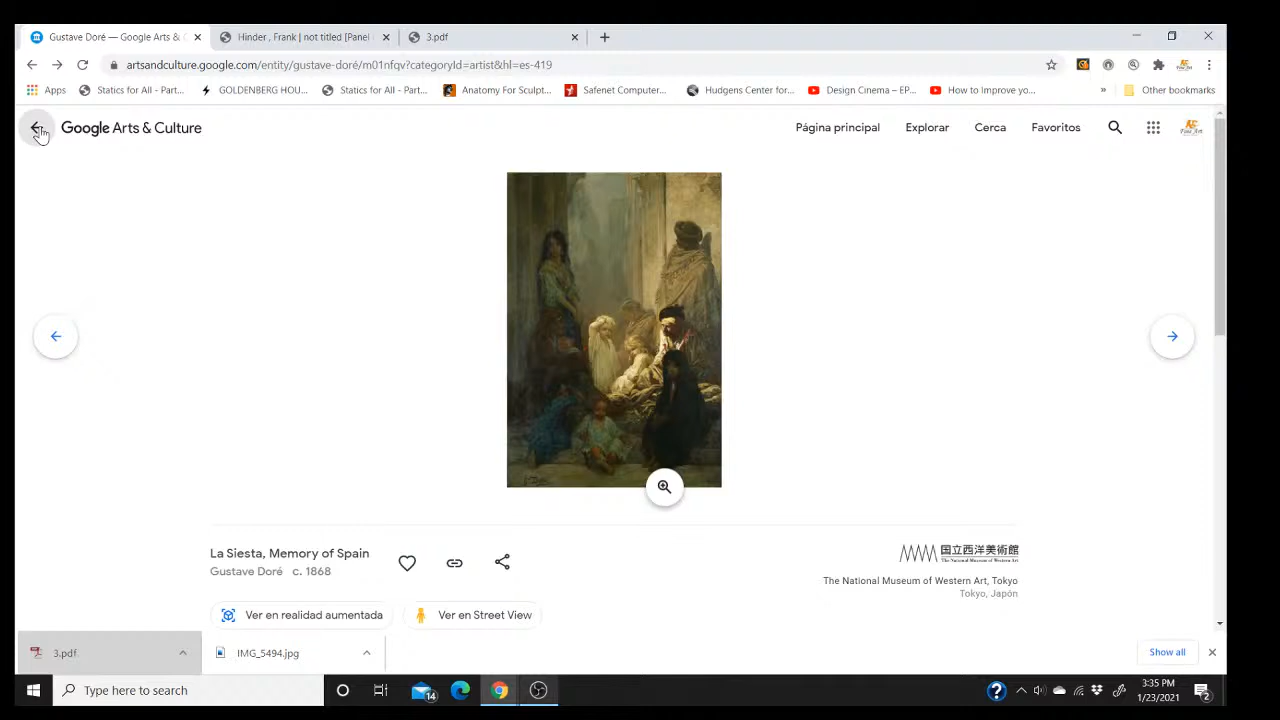 Gustave Doré — Google Arts & C
Hinder , Frank | not titled [Panel
3.pdf
artsandculture.google.com/entity/gustave-doré/m01nfqv?categoryId=artist&hl=es-419
Apps
Statics for All - Part...
GOLDENBERG HOU...
Statics for All - Part...
Anatomy For Sculpt...
Safenet Computer...
Hudgens Center for...
Design Cinema – EP...
How to Improve yo...
»
Other bookmarks
Google Arts & Culture
Página principal
Explorar
Cerca
Favoritos
La Siesta, Memory of Spain
Gustave Doré c. 1868
国立西洋美術館
The National Museum of Western Art, Tokyo
Tokyo, Japón
Ver en realidad aumentada
Ver en Street View
3.pdf
IMG_5494.jpg
Show all
Type here to search
14
3:35 PM
1/23/2021
2